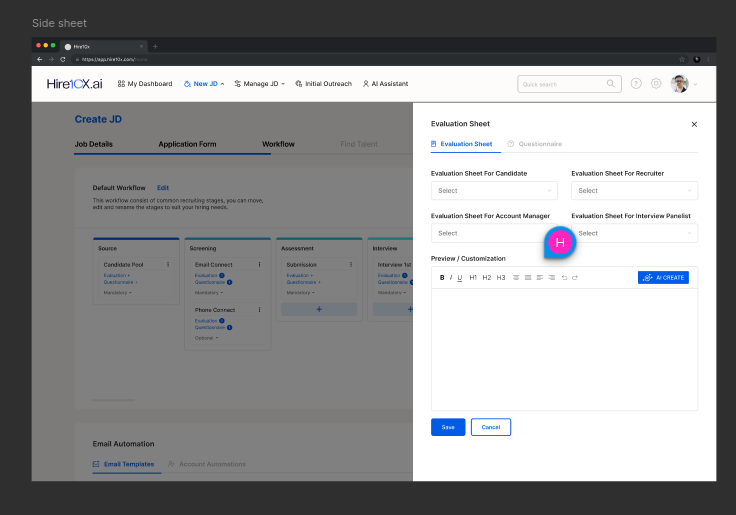 Side sheet
Hire10x
https://app.hire10x.com/home
Hire10X.ai
My Dashboard
New JD
Manage JD
Initial Outreach
AI Assistant
Quick search
Create JD
Job Details
Application Form
Workflow
Find Talent
Default Workflow Edit
This workflow consist of common recruiting stages, you can move,
edit and rename the stages to suit your hiring needs.
Source
Candidate Pool
Evaluation +
Questionnaire +
Mandatory
Screening
Email Connect
Evaluation
Questionnaire
Mandatory
Phone Connect
Evaluation
Questionnaire
Optional
Assessment
Submission
Evaluation +
Questionnaire +
Mandatory
+
Interview
Interview 1st
Evaluation
Questionnaire
Mandatory
+
Email Automation
Email Templates
Account Automations
Evaluation Sheet
Evaluation Sheet
Questionnaire
Evaluation Sheet For Candidate
Select
Evaluation Sheet For Recruiter
Select
Evaluation Sheet For Account Manager
Select
Evaluation Sheet For Interview Panelist
Select
H
Preview / Customization
B I U H1 H2 H3
AI CREATE
Save
Cancel